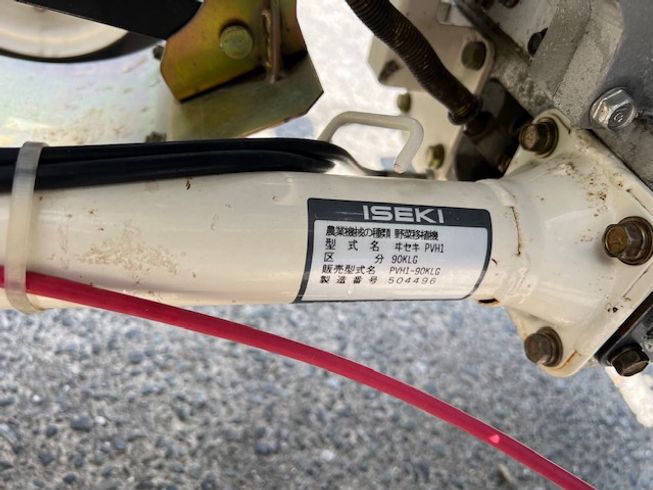 ISEKI
農業機械の種類 野菜移植機
型式名 ヰセキ PVH1
区分 90KLG
販売型式名 PVH1-90KLG
製造番号 504496